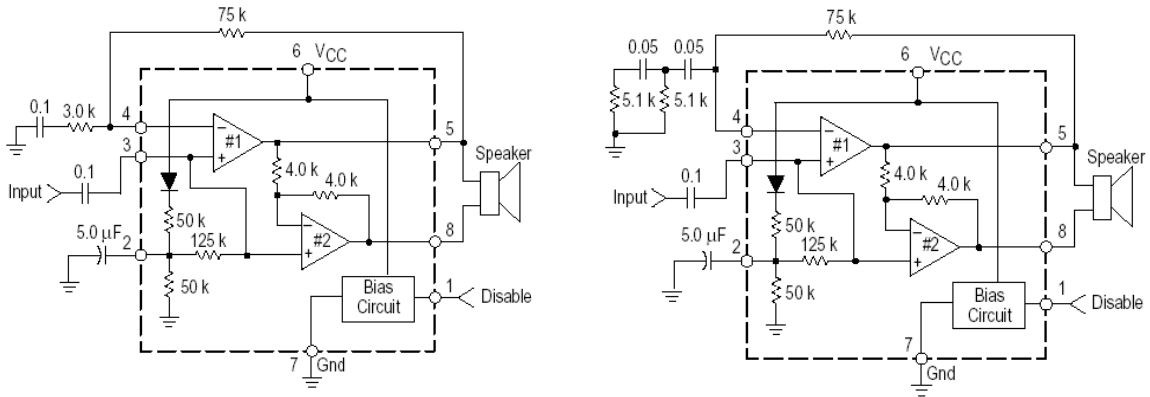 75 k
6 VCC
0.1
3.0 k
4
3
#1
5
Speaker
4.0 k
4.0 k
Input
0.1
50 k
5.0 µF
2
125 k
#2
8
50 k
Bias
Circuit
1
Disable
7
Gnd
75 k
0.05 0.05
6 VCC
5.1 k
5.1 k
4
3
#1
5
Speaker
4.0 k
4.0 k
0.1
Input
50 k
5.0 µF
2
125 k
#2
8
50 k
Bias
Circuit
1
Disable
7
Gnd